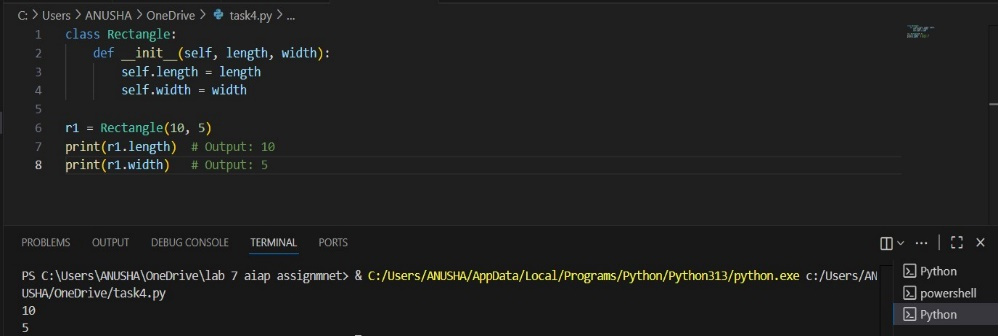 C: > Users > ANUSHA > OneDrive > task4.py > ...
1 class Rectangle:
2     def __init__(self, length, width):
3         self.length = length
4         self.width = width
5
6 r1 = Rectangle(10, 5)
7 print(r1.length)  # Output: 10
8 print(r1.width)   # Output: 5
PROBLEMS OUTPUT DEBUG CONSOLE TERMINAL PORTS
PS C:\Users\ANUSHA\OneDrive\lab 7 aiap assignmnet> & C:/Users/ANUSHA/AppData/Local/Programs/Python/Python313/python.exe c:/Users/AN
USHA/OneDrive/task4.py
10
5
Python
powershell
Python